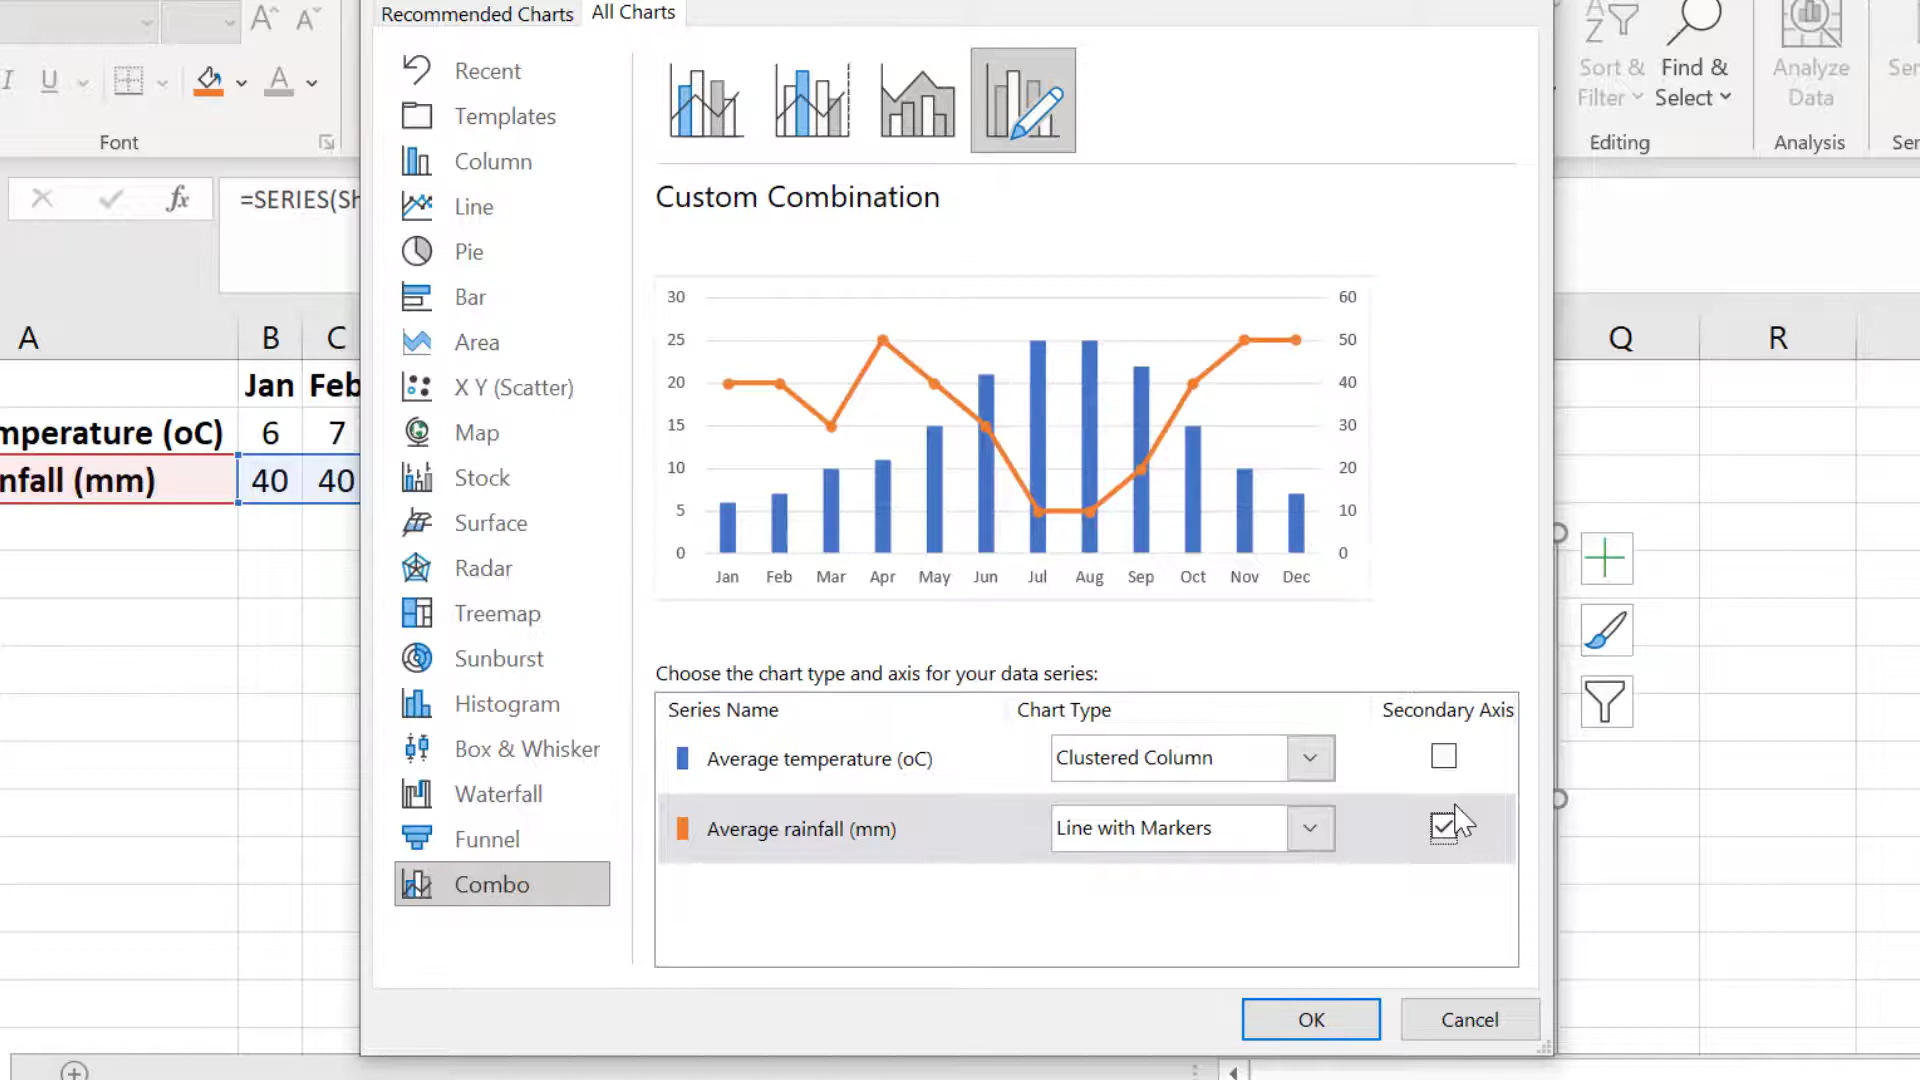 Recommended Charts
All Charts
A A
I U A
Font
Sort & Filter
Find & Select
Editing
Analyze Data
Analysis
fx
=SERIES(Sh
A B C Q R
Jan Feb
mperature (oC) 6 7
nfall (mm) 40 40
Recent
Templates
Column
Line
Pie
Bar
Area
X Y (Scatter)
Map
Stock
Surface
Radar
Treemap
Sunburst
Histogram
Box & Whisker
Waterfall
Funnel
Combo
Custom Combination
30 60
25 50
20 40
15 30
10 20
5 10
0 0
Jan Feb Mar Apr May Jun Jul Aug Sep Oct Nov Dec
Choose the chart type and axis for your data series:
Series Name Chart Type Secondary Axis
Average temperature (oC) Clustered Column
Average rainfall (mm) Line with Markers
OK Cancel